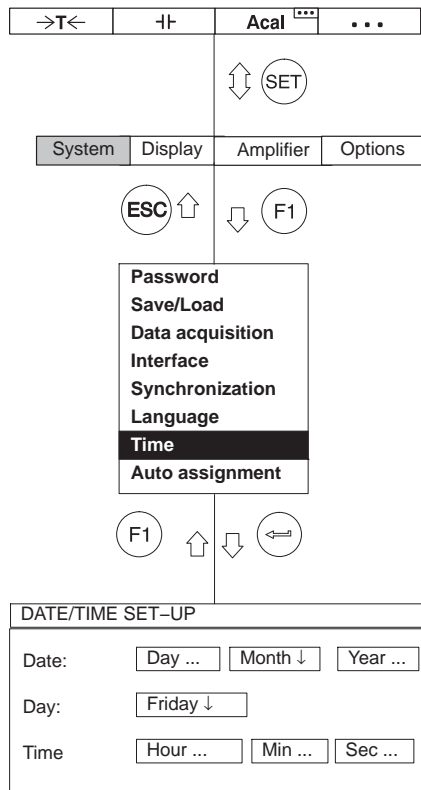 →T← ⊣⊢ Acal ...
SET
System Display Amplifier Options
ESC F1
Password
Save/Load
Data acquisition
Interface
Synchronization
Language
Time
Auto assignment
F1
DATE/TIME SET–UP
Date: Day ... Month ↓ Year ...
Day: Friday ↓
Time Hour ... Min ... Sec ...